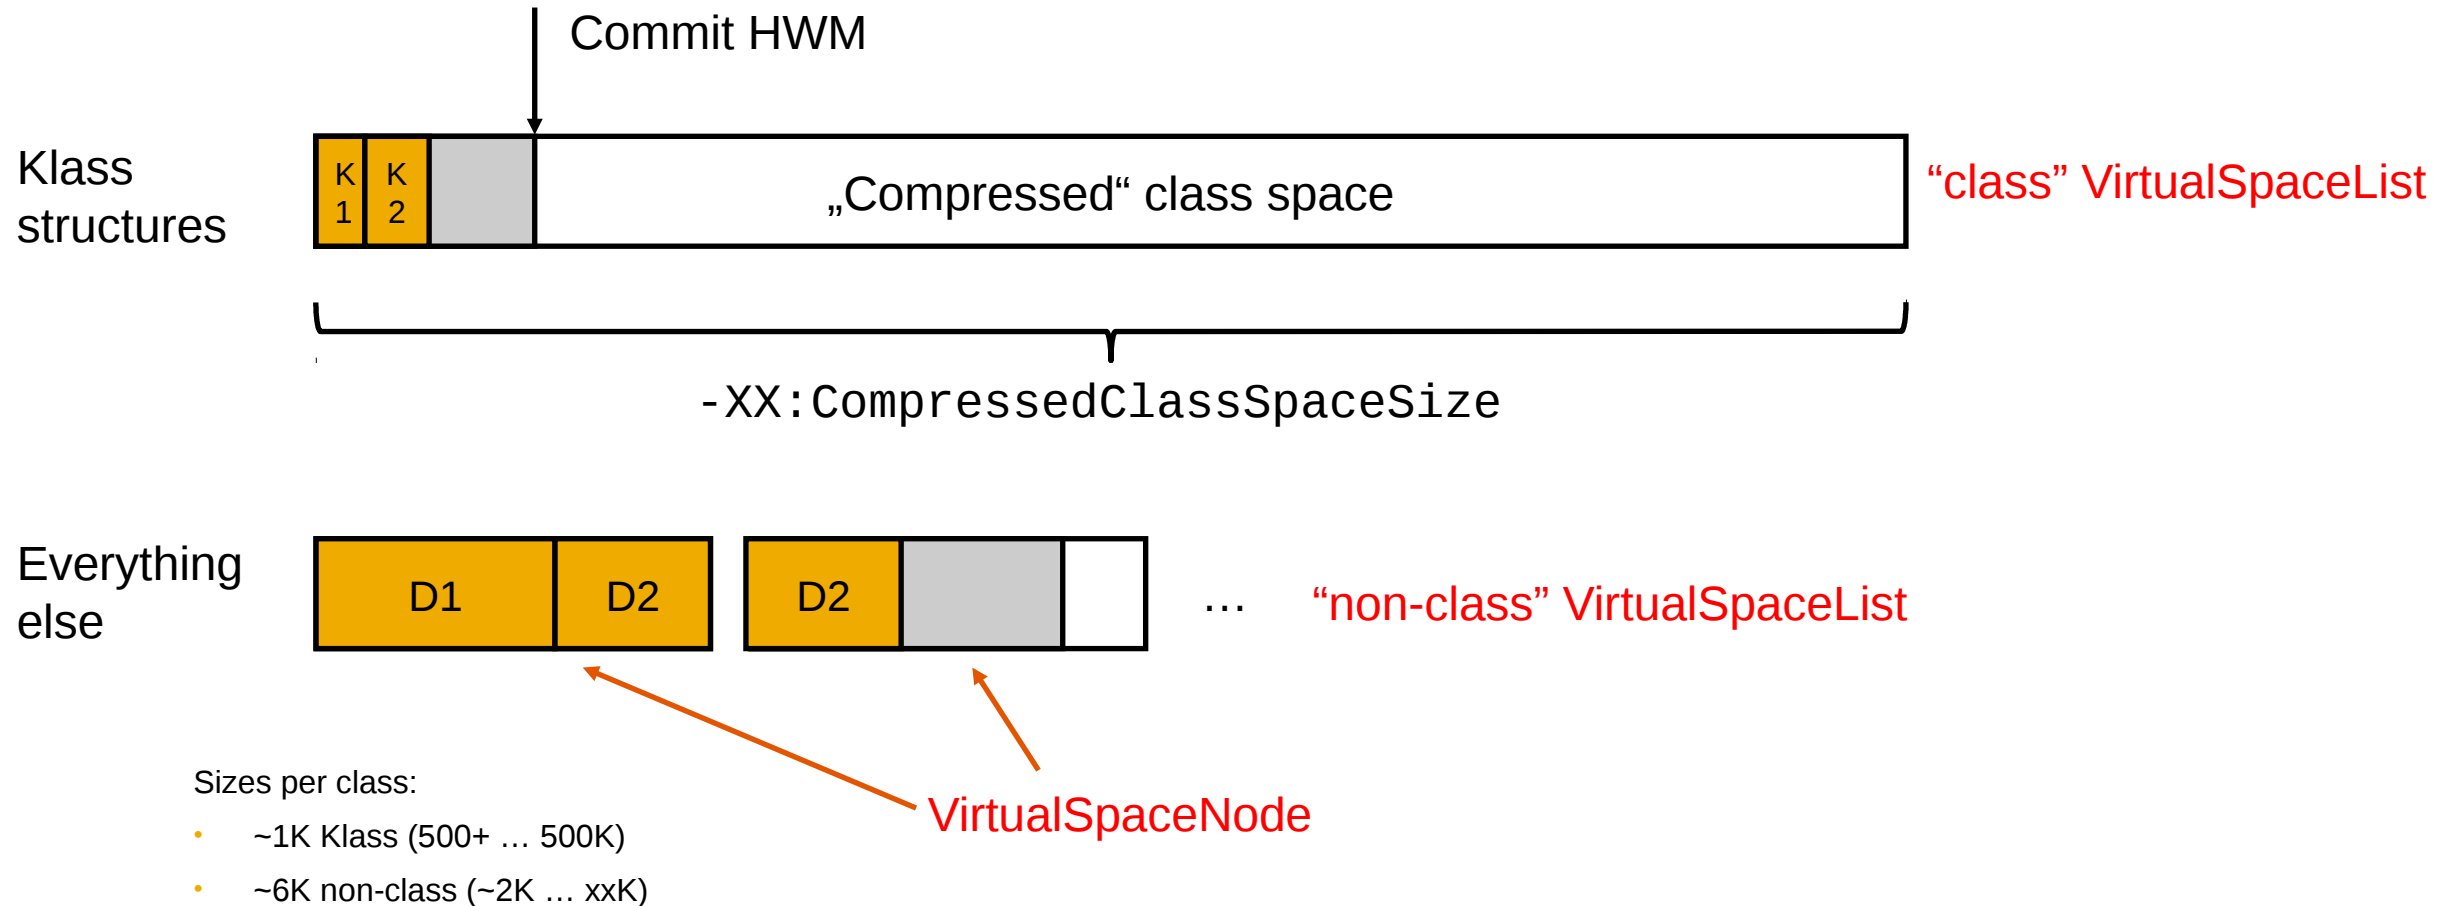 Commit HWM
Klass
structures
K
1
K
2
„Compressed“ class space
“class” VirtualSpaceList
-XX:CompressedClassSpaceSize
Everything
else
D1
D2
D2
…
“non-class” VirtualSpaceList
VirtualSpaceNode
Sizes per class:
• ~1K Klass (500+ … 500K)
• ~6K non-class (~2K … xxK)